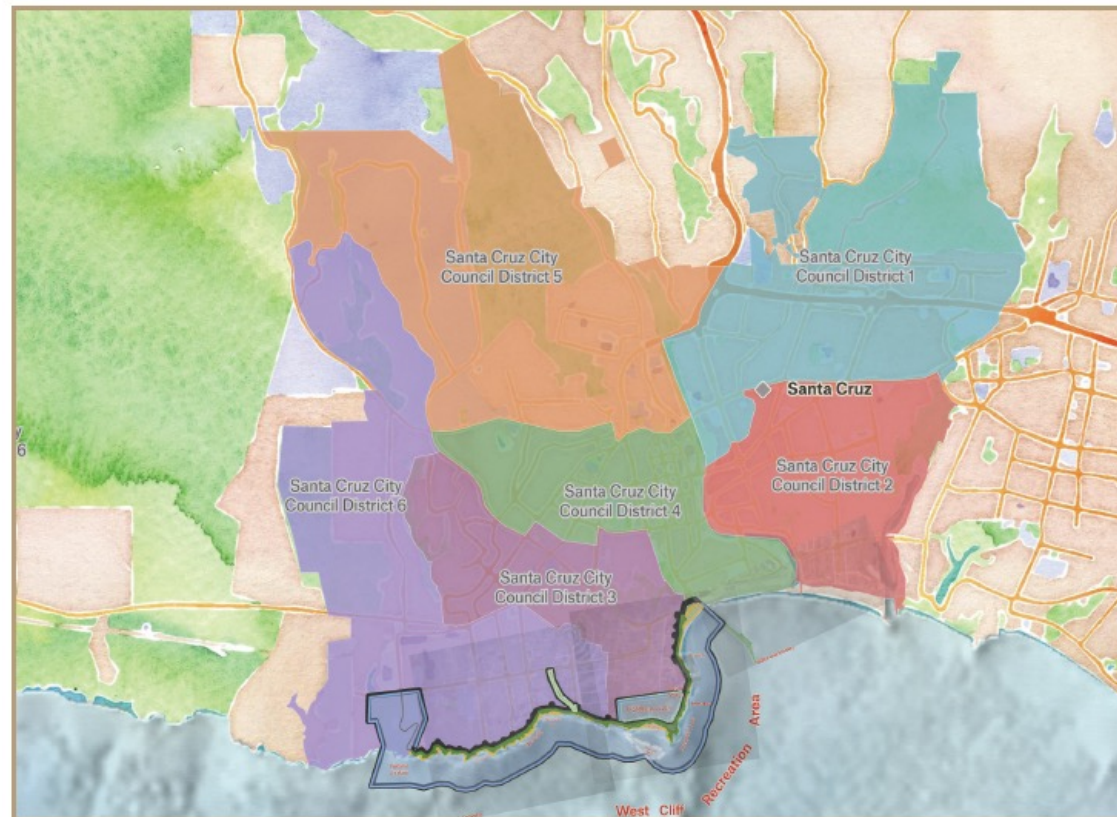 Santa Cruz City
Council District 5
Santa Cruz City
Council District 1
Santa Cruz
y
6
Santa Cruz City
Council District 6
Santa Cruz City
Council District 4
Santa Cruz City
Council District 2
Santa Cruz City
Council District 3
West Cliff Recreation Area